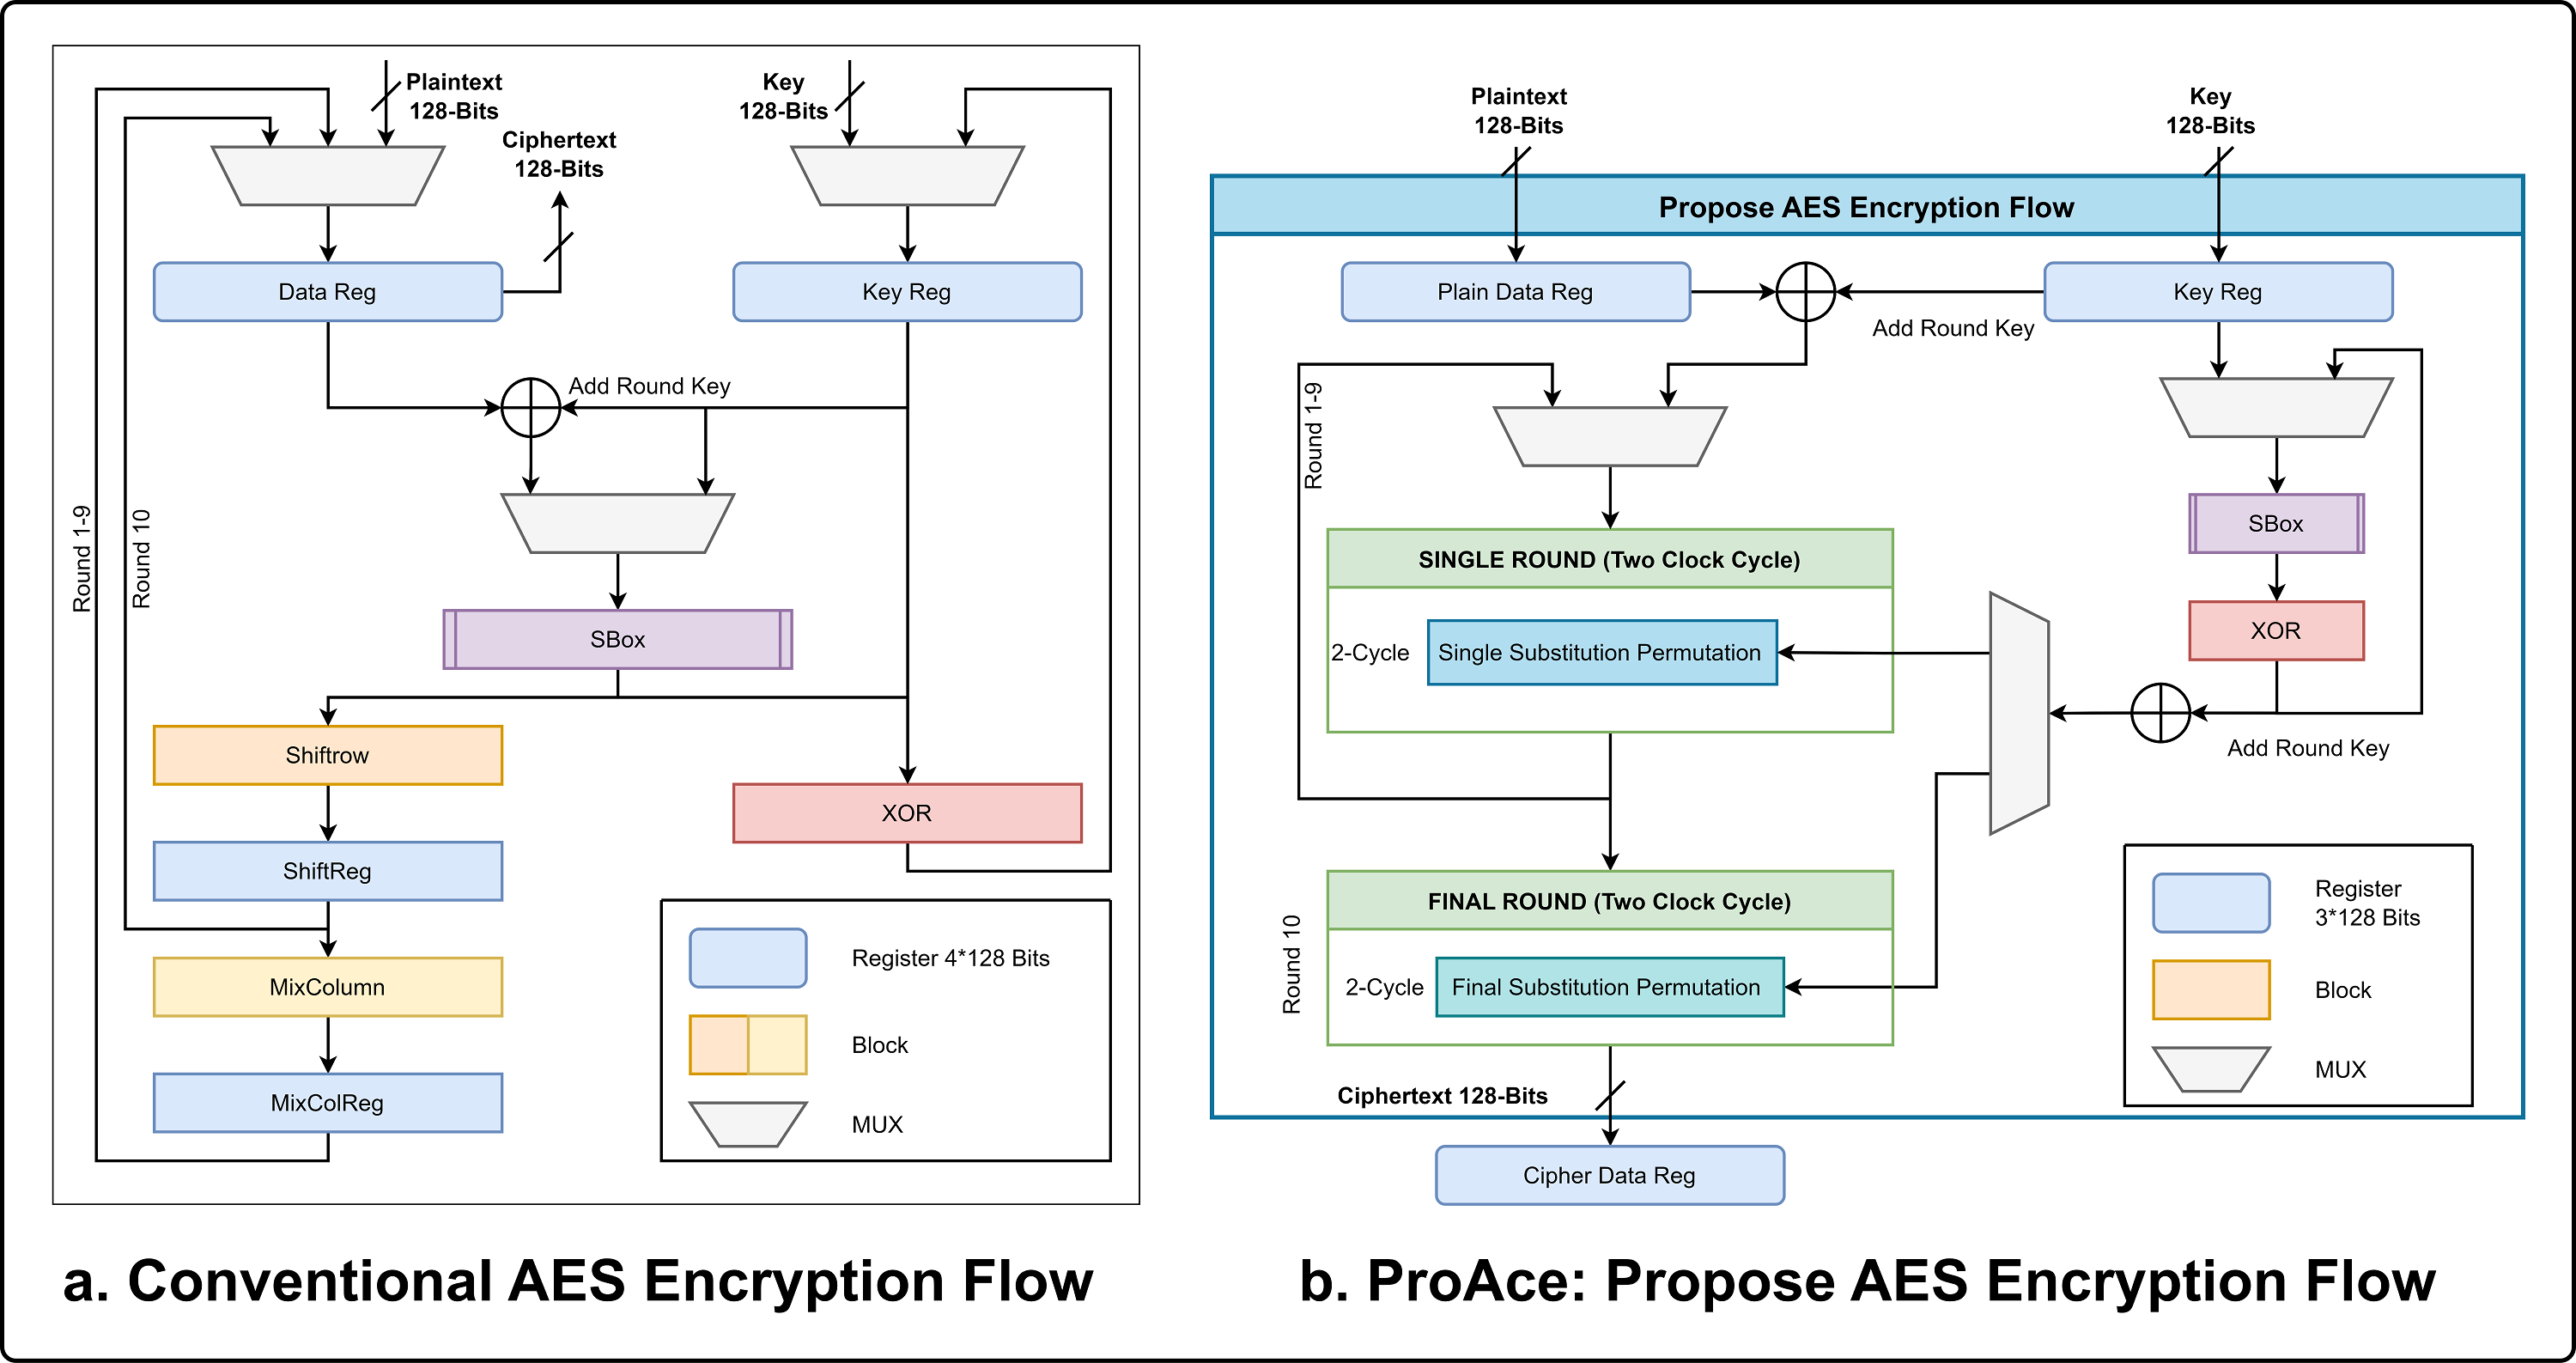 Plaintext
128-Bits
Key
128-Bits
Ciphertext
128-Bits
Data Reg
Key Reg
Add Round Key
Round 1-9
Round 10
SBox
Shiftrow
XOR
ShiftReg
MixColumn
MixColReg
Register 4*128 Bits
Block
MUX
a. Conventional AES Encryption Flow
Plaintext
128-Bits
Key
128-Bits
Propose AES Encryption Flow
Plain Data Reg
Key Reg
Add Round Key
Round 1-9
SBox
SINGLE ROUND (Two Clock Cycle)
XOR
2-Cycle
Single Substitution Permutation
Add Round Key
FINAL ROUND (Two Clock Cycle)
Round 10
2-Cycle
Final Substitution Permutation
Register
3*128 Bits
Block
MUX
Ciphertext 128-Bits
Cipher Data Reg
b. ProAce: Propose AES Encryption Flow